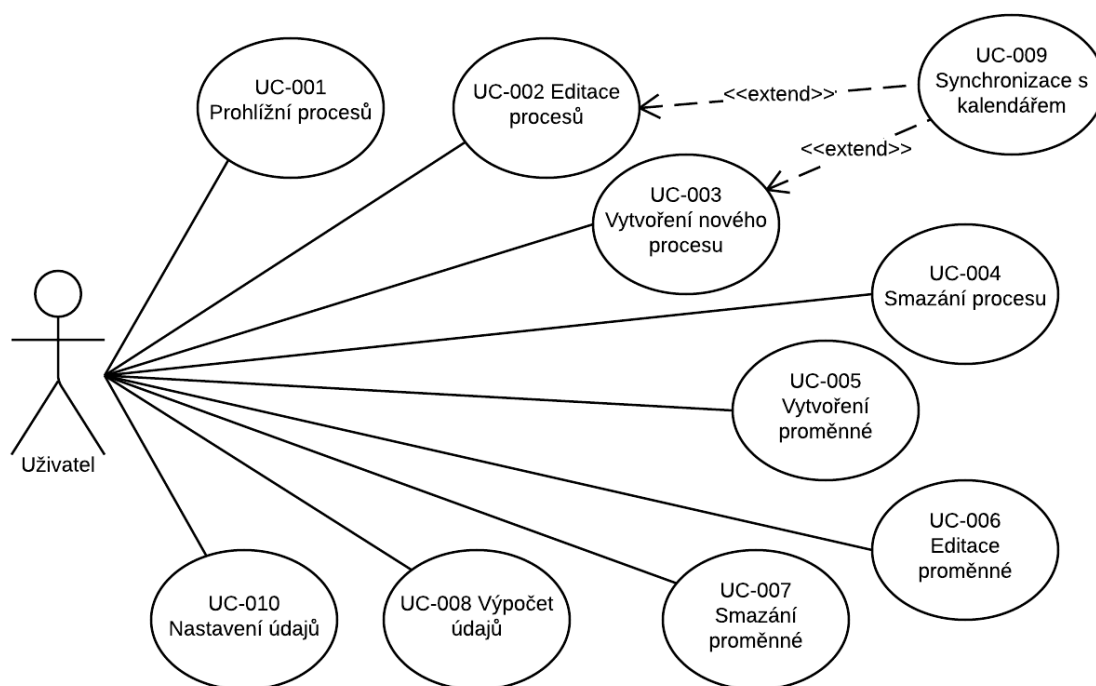 UC-001
Prohlížní procesů
UC-002 Editace
procesů
<<extend>>
UC-009
Synchronizace s
kalendářem
<<extend>>
UC-003
Vytvoření nového
procesu
UC-004
Smazání procesu
UC-005
Vytvoření
proměnné
Uživatel
UC-006
Editace
proměnné
UC-007
Smazání
proměnné
UC-008 Výpočet
údajů
UC-010
Nastavení údajů